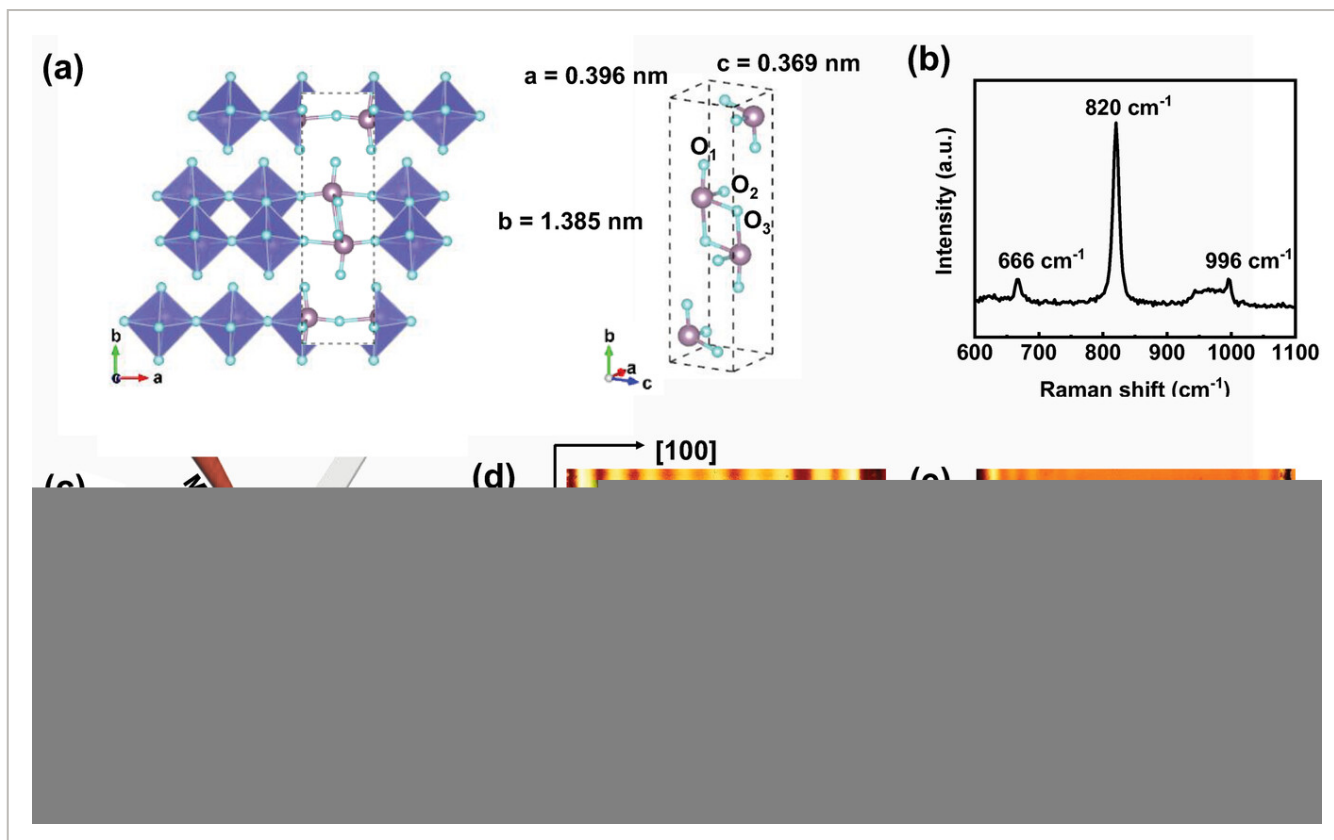 (a)
a = 0.396 nm
c = 0.369 nm
b = 1.385 nm
O₁
O₂
O₃
b
a
c
b
a
c
(b)
820 cm⁻¹
666 cm⁻¹
996 cm⁻¹
Intensity (a.u.)
600 700 800 900 1000 1100
Raman shift (cm⁻¹)
[100]
(d)